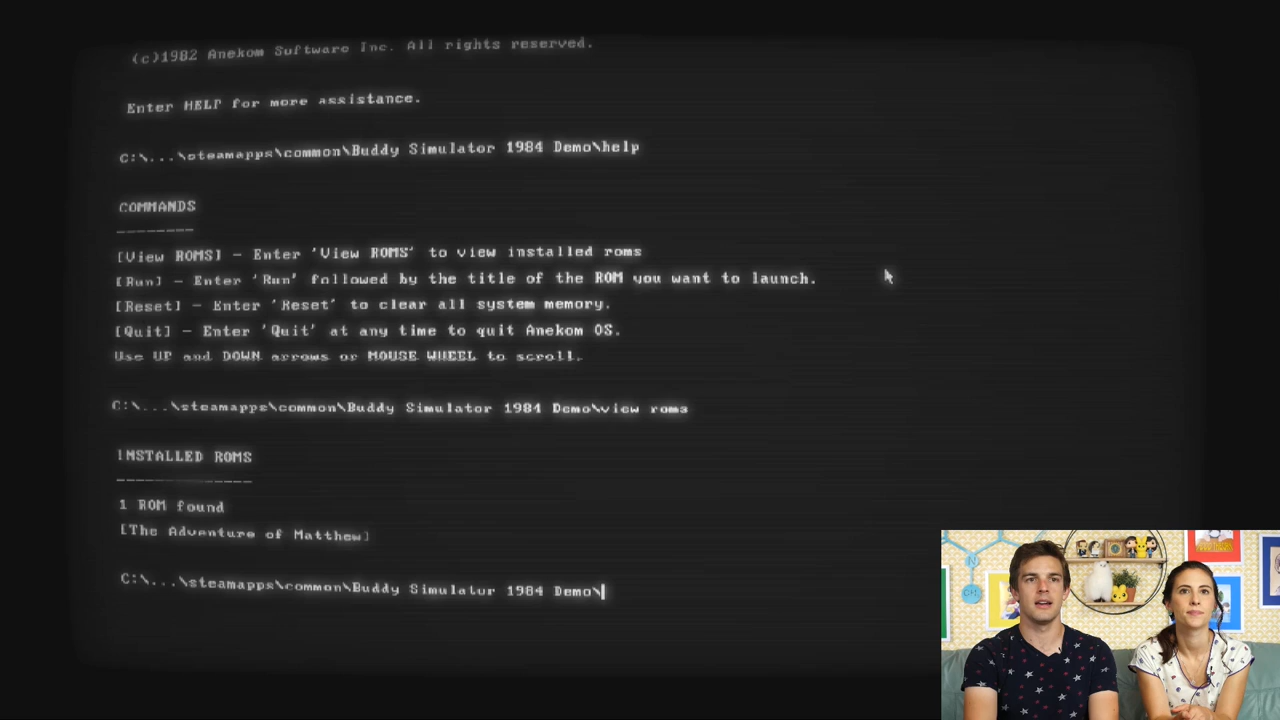 (c)1982 Anekom Software Inc. All rights reserved.
Enter HELP for more assistance.
C:\...\steamapps\common\Buddy Simulator 1984 Demo\help
COMMANDS
--------
[View ROMS] - Enter 'View ROMS' to view installed roms
[Run] - Enter 'Run' followed by the title of the ROM you want to launch.
[Reset] - Enter 'Reset' to clear all system memory.
[Quit] - Enter 'Quit' at any time to quit Anekom OS.
Use UP and DOWN arrows or MOUSE WHEEL to scroll.
C:\...\steamapps\common\Buddy Simulator 1984 Demo\view roms
INSTALLED ROMS
--------------
1 ROM found
[The Adventure of Matthew]
C:\...\steamapps\common\Buddy Simulator 1984 Demo\